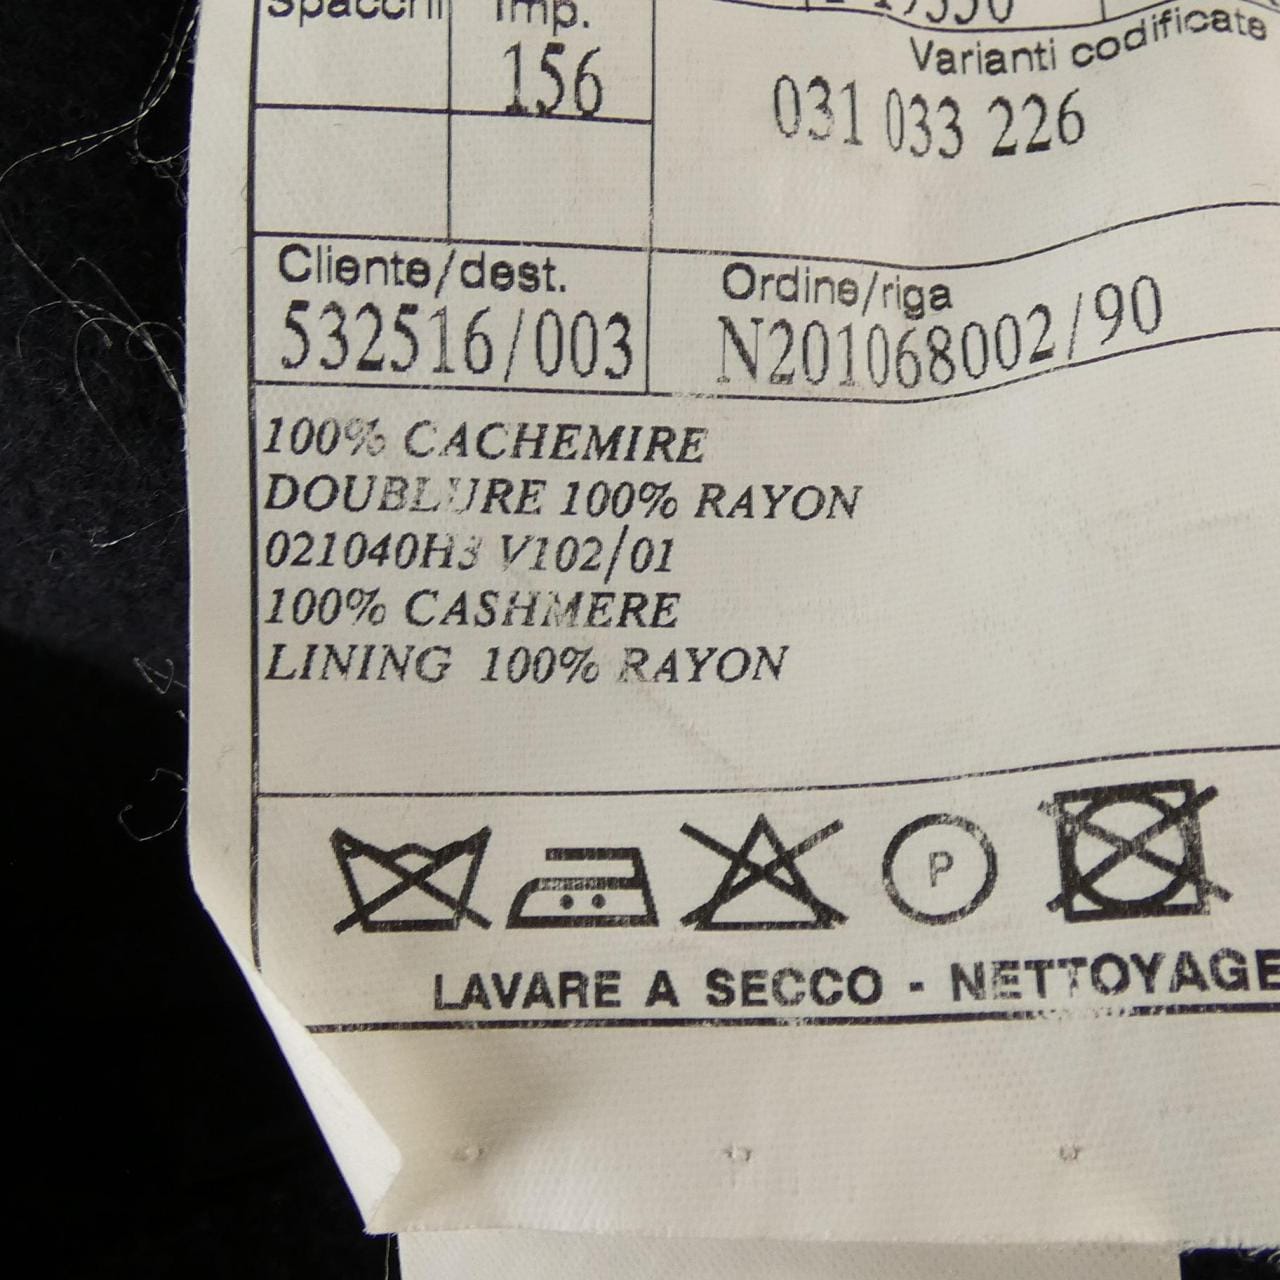 Spacchi Imp.
156
Varianti codificate
031 033 226
Cliente/dest. Ordine/riga
532516/003 N201068002/90
100% CACHEMIRE
DOUBLURE 100% RAYON
021040H3 V102/01
100% CASHMERE
LINING 100% RAYON
P
LAVARE A SECCO - NETTOYAGE